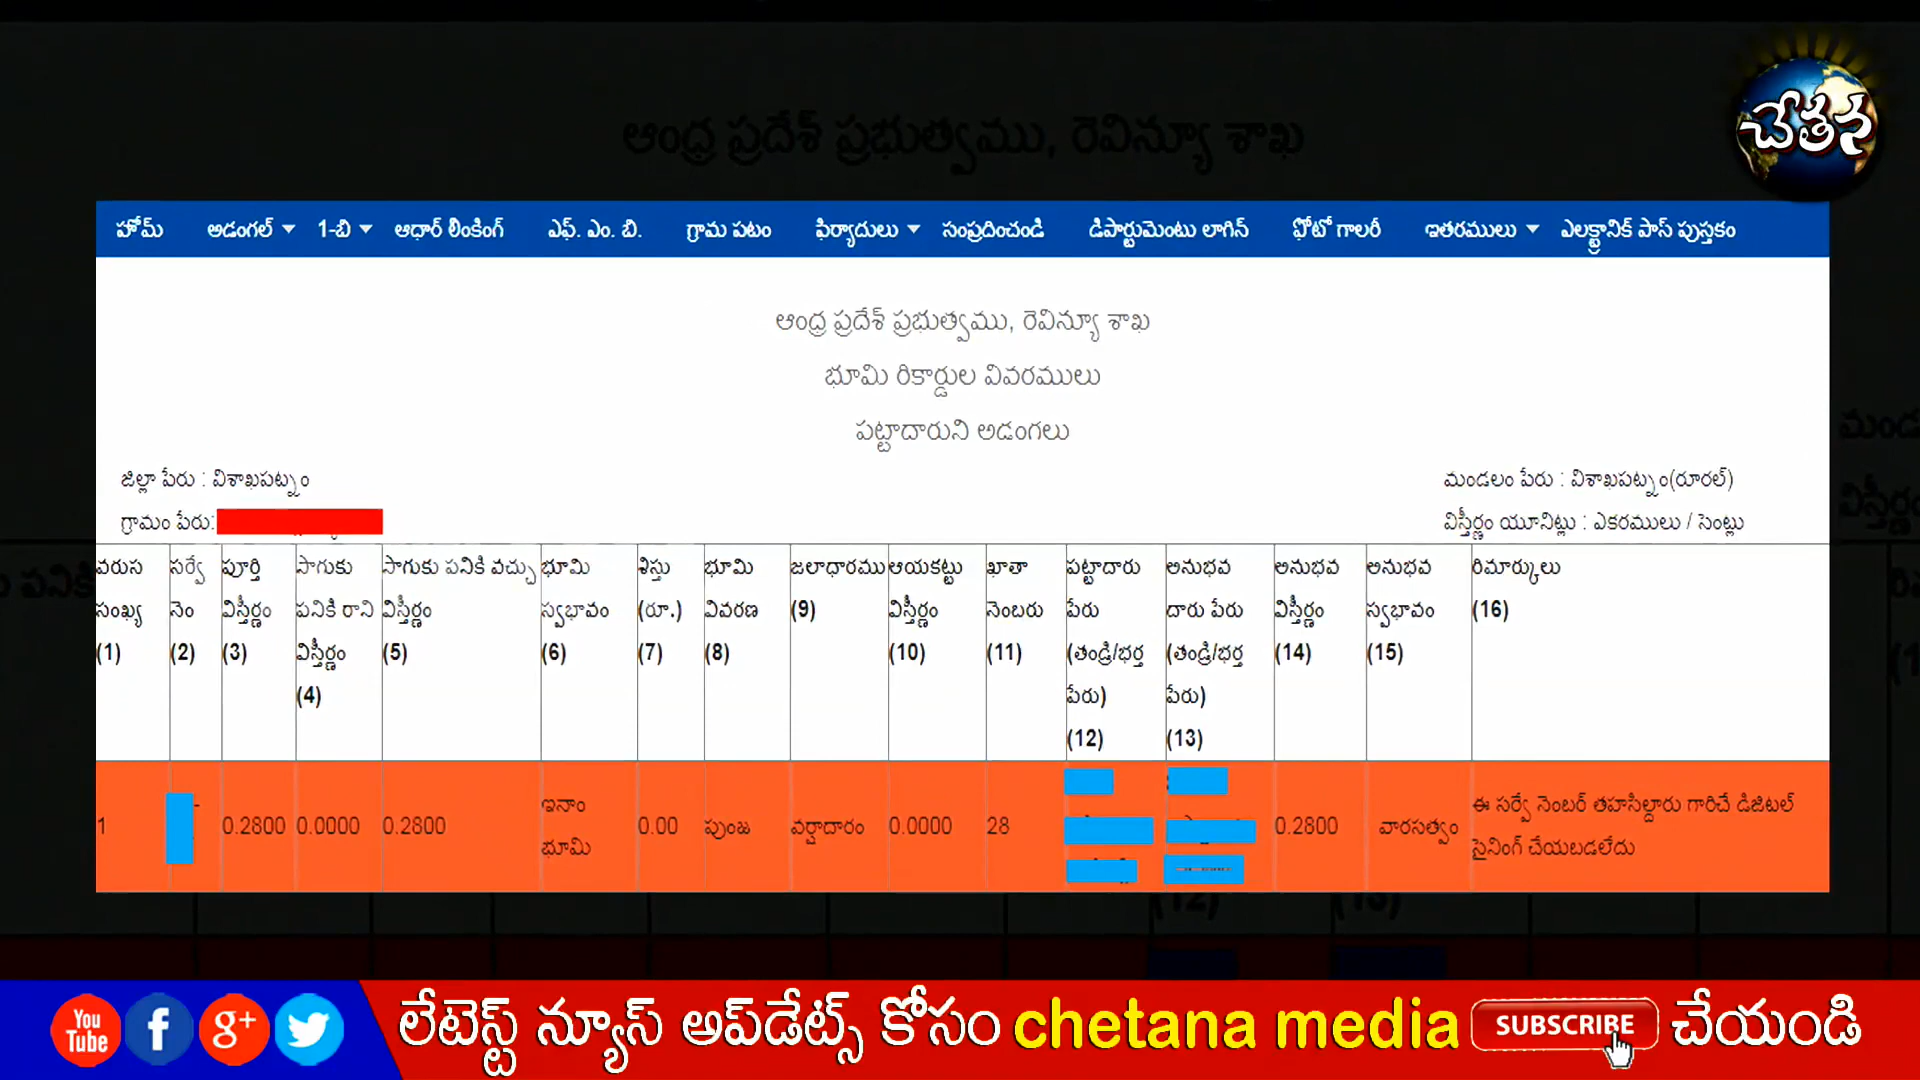 ఆంధ్ర ప్రదేశ్ ప్రభుత్వము, రెవిన్యూ శాఖ
చేతన
హోమ్ అడంగల్ 1-బి ఆధార్ లింకింగ్ ఎఫ్. ఎం. బి. గ్రామ పటం ఫిర్యాదులు సంప్రదించండి డిపార్టుమెంటు లాగిన్ ఫోటో గాలరీ ఇతరములు ఎలక్ట్రానిక్ పాస్ పుస్తకం
ఆంధ్ర ప్రదేశ్ ప్రభుత్వము, రెవిన్యూ శాఖ
భూమి రికార్డుల వివరములు
పట్టాదారుని అడంగలు
జిల్లా పేరు : విశాఖపట్నం మండలం పేరు : విశాఖపట్నం(రూరల్)
గ్రామం పేరు: విస్తీర్ణం యూనిట్లు : ఎకరములు / సెంట్లు
వరుస సంఖ్య (1)
సర్వే నెం (2)
పూర్తి విస్తీర్ణం (3)
సాగుకు పనికి రాని విస్తీర్ణం (4)
సాగుకు పనికి వచ్చు విస్తీర్ణం (5)
భూమి స్వభావం (6)
శిస్తు (రూ.) (7)
భూమి వివరణ (8)
జలాధారము (9)
ఆయకట్టు విస్తీర్ణం (10)
ఖాతా నెంబరు (11)
పట్టాదారు పేరు (తండ్రి/భర్త పేరు) (12)
అనుభవ దారు పేరు (తండ్రి/భర్త పేరు) (13)
అనుభవ విస్తీర్ణం (14)
అనుభవ స్వభావం (15)
రిమార్కులు (16)
1 0.2800 0.0000 0.2800 ఇనాం భూమి 0.00 పుంజ వర్షాదారం 0.0000 28 0.2800 వారసత్వం ఈ సర్వే నెంబర్ తహసిల్దారు గారిచే డిజిటల్ సైనింగ్ చేయబడలేదు
You Tube f g+ లేటెస్ట్ న్యూస్ అప్‌డేట్స్ కోసం chetana media SUBSCRIBE చేయండి